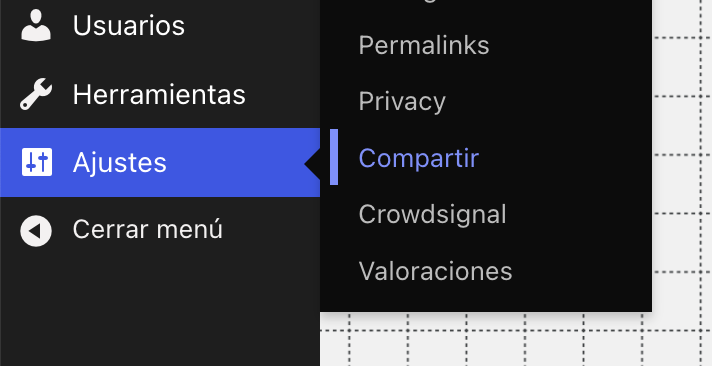 Usuarios
Herramientas
Ajustes
Cerrar menú
Permalinks
Privacy
Compartir
Crowdsignal
Valoraciones